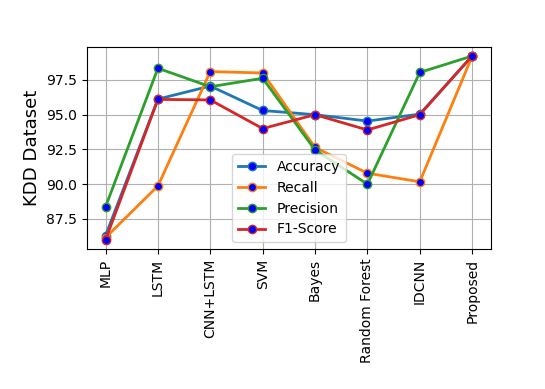 KDD Dataset
97.5
95.0
92.5
90.0
87.5
Accuracy
Recall
Precision
F1-Score
MLP
LSTM
CNN+LSTM
SVM
Bayes
Random Forest
IDCNN
Proposed